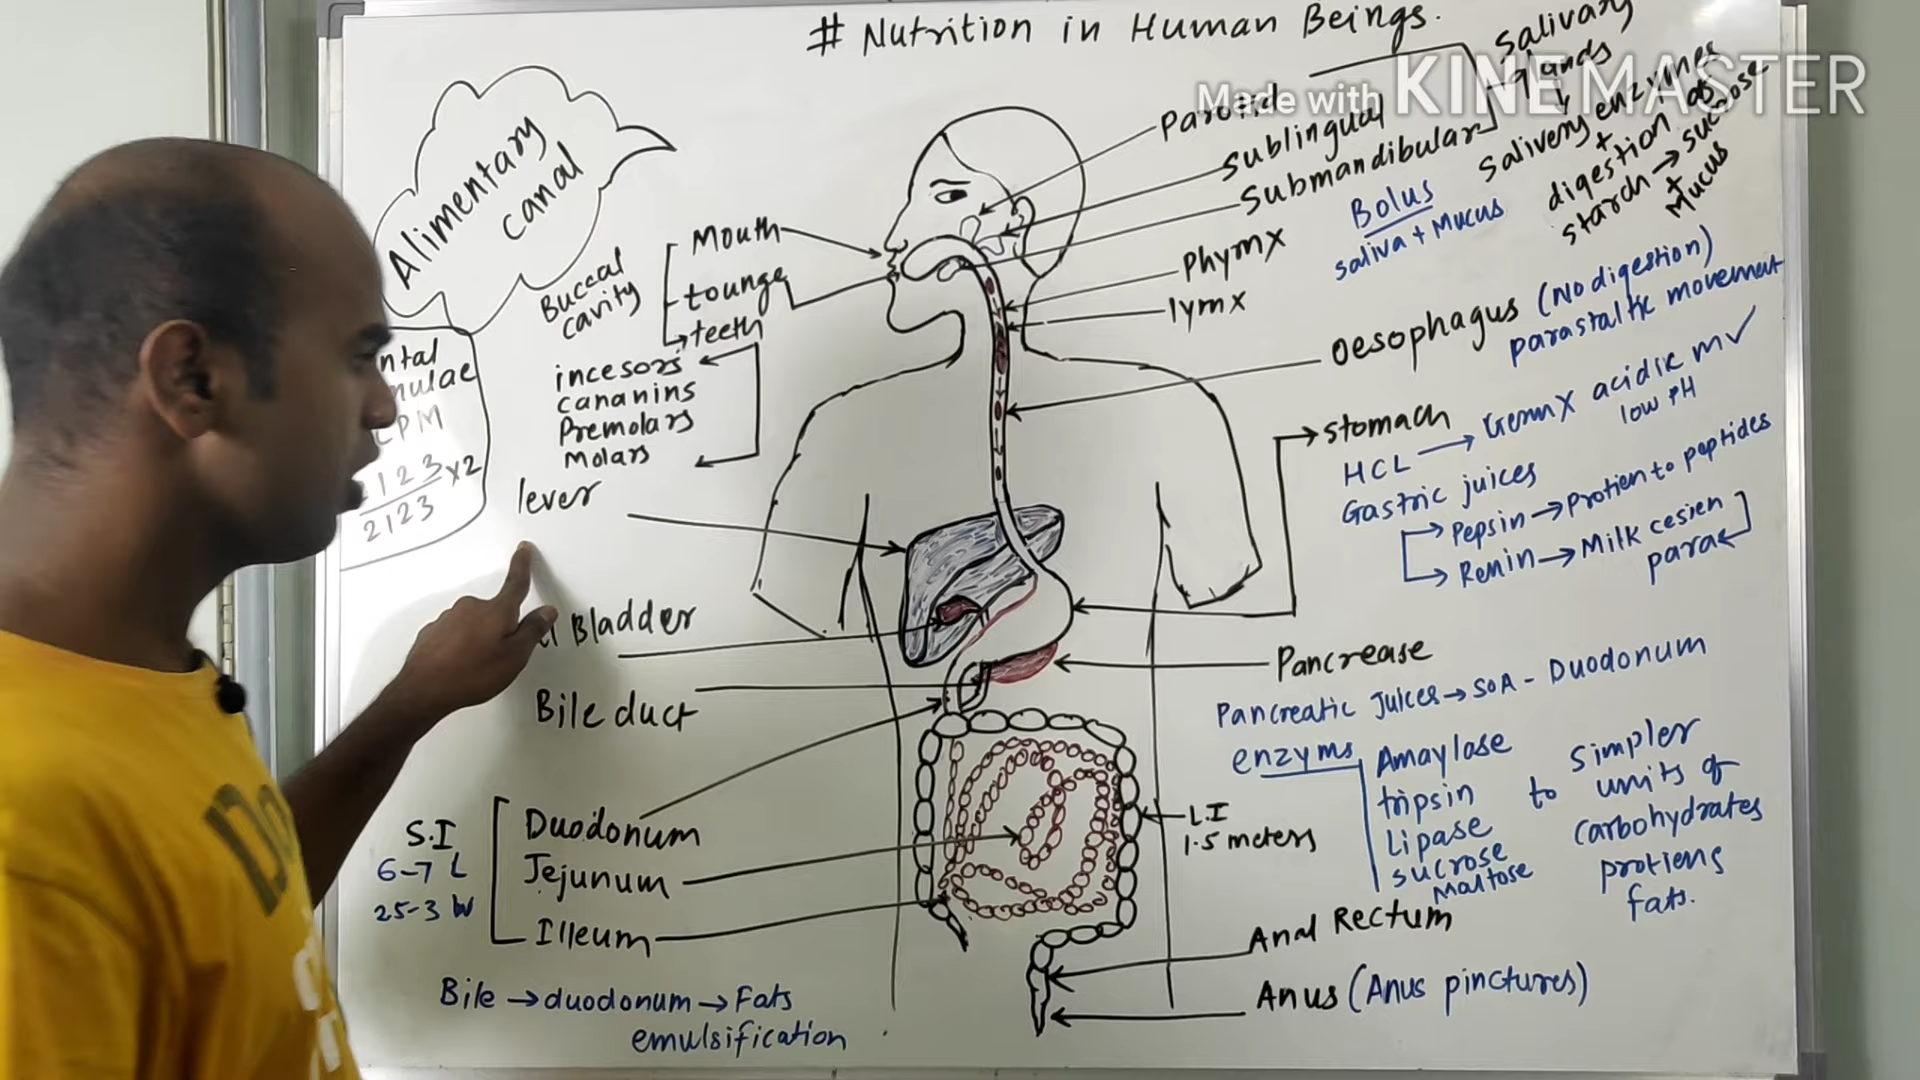 # Nutrition in Human Beings.
Made with KINEMASTER
Alimentary
canal
Buccal
cavity
Mouth
tounge
teeth
incesors
cananins
Premolars
Molars
ntal
mulae
CPM
2123
2123
x2
lever
Bladder
Bile duct
S.I
6-7 L
25-3 W
Duodonum
Jejunum
Illeum
Bile → duodonum → Fats
emulsification
Parotid
Sublingual
Submandibular
Salivary
glands
Salivery enzymes
+
digestion of
starch → sucrose
+
Mucus
Bolus
saliva + Mucus
Phyrnx
lyrnx
Oesophagus (No digestion)
parastaltic movement
stomach
HCL → Germ X acidic m ✓
low PH
Gastric juices
Pepsin → Protien to peptides
Renin → Milk cesien
para
Pancrease
Pancreatic Juices → SOA - Duodonum
enzyms
Amaylase
tripsin
Lipase
sucrose
Maltose
to simpler
units of
carbohydrates
protiens
fats.
L.I
1.5 meters
Anal Rectum
Anus (Anus pinctures)